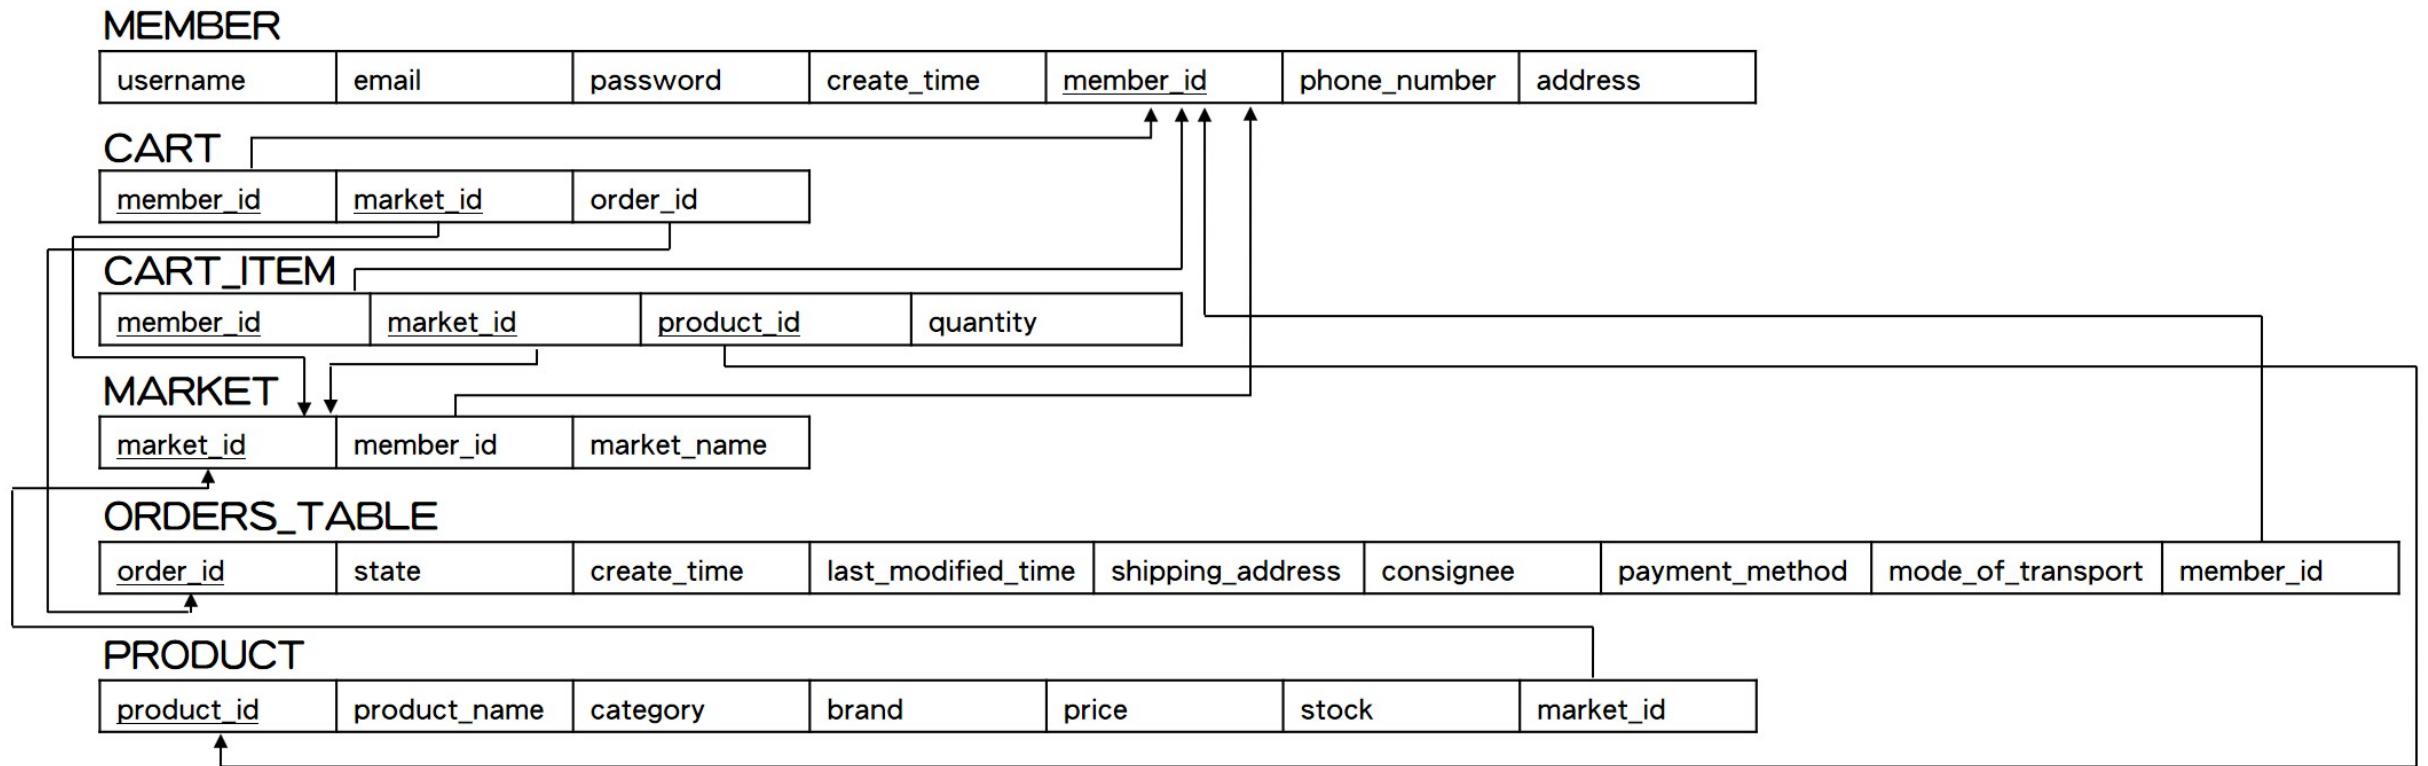 MEMBER
username email password create_time member_id phone_number address
CART
member_id market_id order_id
CART_ITEM
member_id market_id product_id quantity
MARKET
market_id member_id market_name
ORDERS_TABLE
order_id state create_time last_modified_time shipping_address consignee payment_method mode_of_transport member_id
PRODUCT
product_id product_name category brand price stock market_id